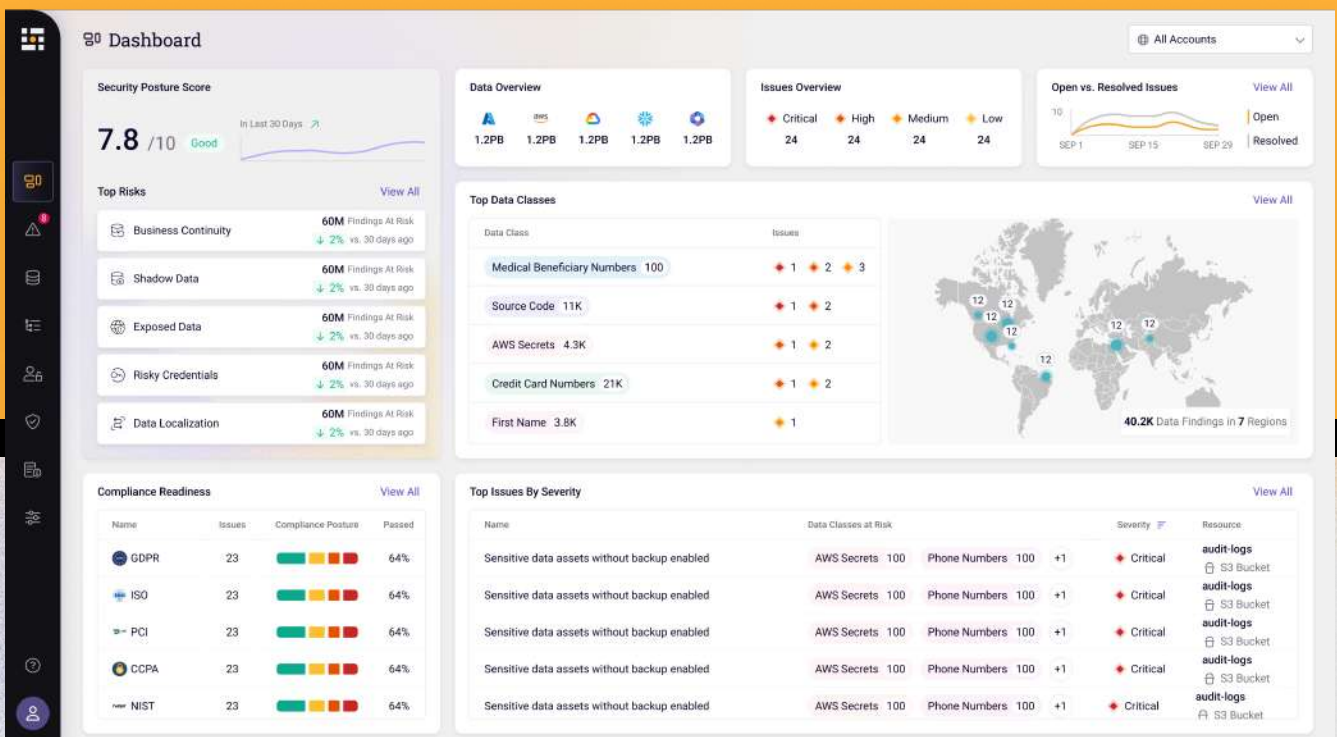 Dashboard
All Accounts
Security Posture Score
7.8 /10 Good
In Last 30 Days
Top Risks View All
Business Continuity
60M Findings At Risk
2% vs. 30 days ago
Shadow Data
60M Findings At Risk
2% vs. 30 days ago
Exposed Data
60M Findings At Risk
2% vs. 30 days ago
Risky Credentials
60M Findings At Risk
2% vs. 30 days ago
Data Localization
60M Findings At Risk
2% vs. 30 days ago
Data Overview
aws
1.2PB 1.2PB 1.2PB 1.2PB 1.2PB
Issues Overview
Critical High Medium Low
24 24 24 24
Open vs. Resolved Issues View All
10
SEP 1 SEP 15 SEP 29
Open
Resolved
Top Data Classes View All
Data Class Issues
Medical Beneficiary Numbers 100 1 2 3
Source Code 11K 1 2
AWS Secrets 4.3K 1 2
Credit Card Numbers 21K 1 2
First Name 3.8K 1
12 12
12
12
12 12
12
40.2K Data Findings in 7 Regions
8
Compliance Readiness View All
Name Issues Compliance Posture Passed
GDPR 23 64%
ISO 23 64%
PCI 23 64%
CCPA 23 64%
NIST 23 64%
Top Issues By Severity View All
Name Data Classes at Risk Severity Resource
Sensitive data assets without backup enabled AWS Secrets 100 Phone Numbers 100 +1 Critical audit-logs
S3 Bucket
Sensitive data assets without backup enabled AWS Secrets 100 Phone Numbers 100 +1 Critical audit-logs
S3 Bucket
Sensitive data assets without backup enabled AWS Secrets 100 Phone Numbers 100 +1 Critical audit-logs
S3 Bucket
Sensitive data assets without backup enabled AWS Secrets 100 Phone Numbers 100 +1 Critical audit-logs
S3 Bucket
Sensitive data assets without backup enabled AWS Secrets 100 Phone Numbers 100 +1 Critical audit-logs
S3 Bucket